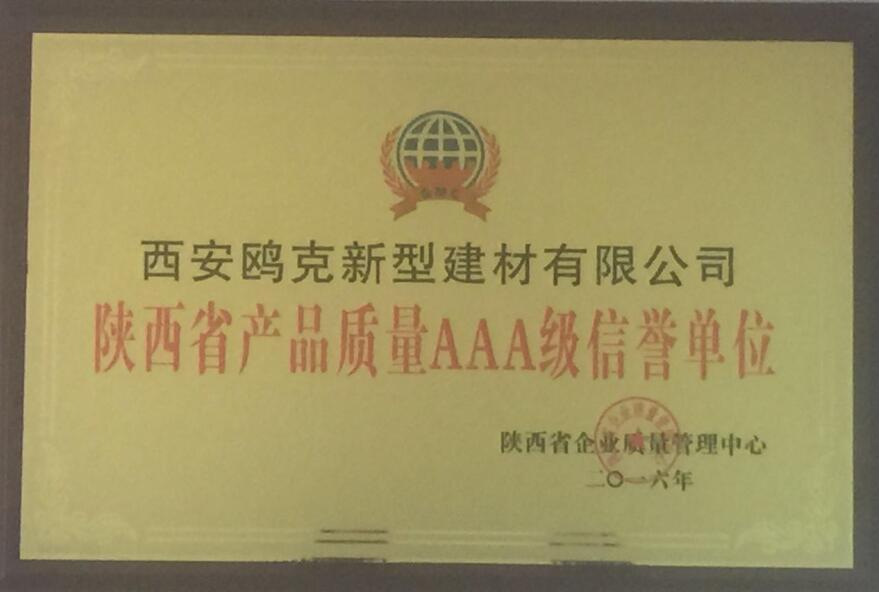 西安鸥克新型建材有限公司
陕西省产品质量AAA级信誉单位
陕西省企业质量管理中心
二〇一六年